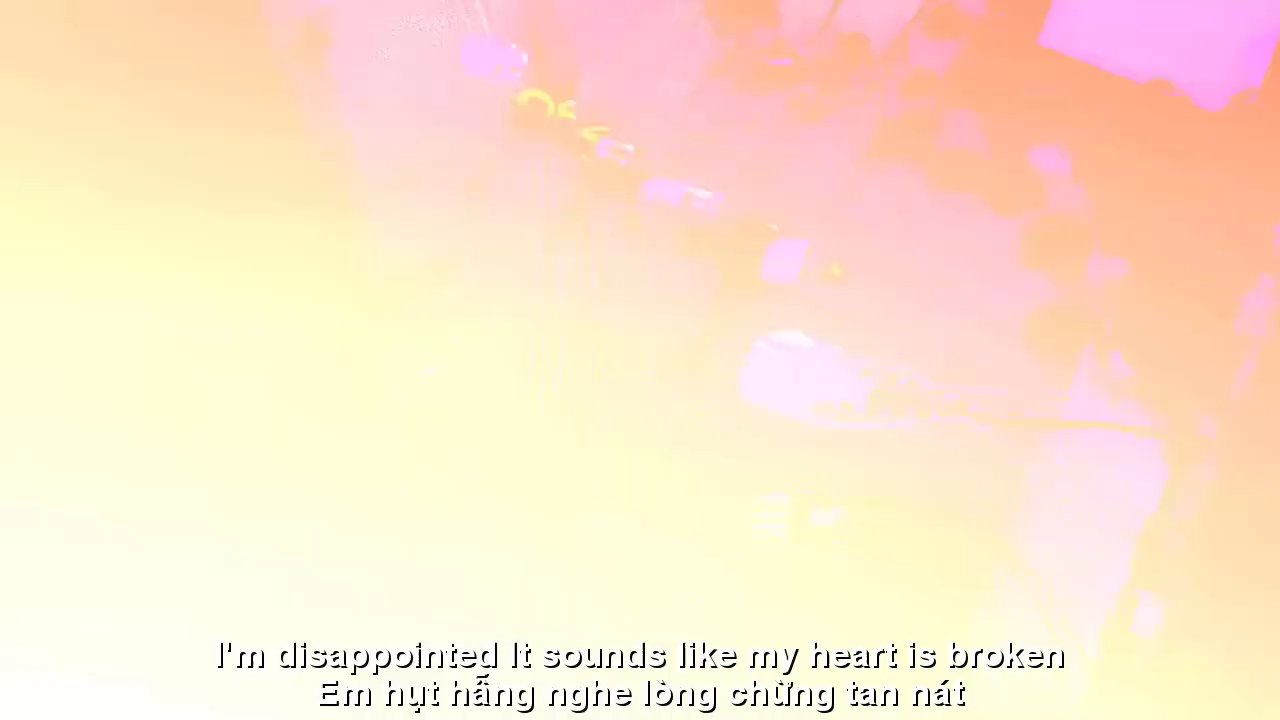 I'm disappointed It sounds like my heart is broken
Em hụt hẫng nghe lòng chừng tan nát